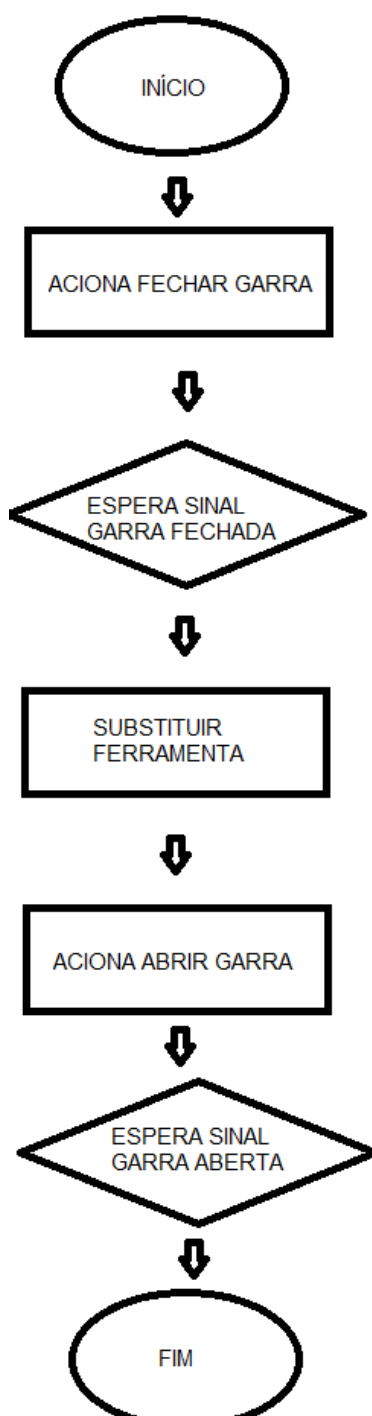 INÍCIO
ACIONA FECHAR GARRA
ESPERA SINAL
GARRA FECHADA
SUBSTITUIR
FERRAMENTA
ACIONA ABRIR GARRA
ESPERA SINAL
GARRA ABERTA
FIM